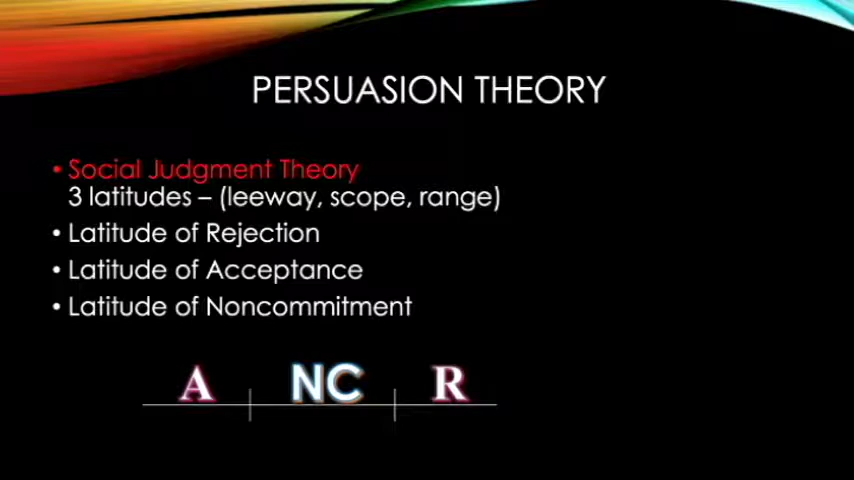 PERSUASION THEORY
• Social Judgment Theory
3 latitudes – (leeway, scope, range)
• Latitude of Rejection
• Latitude of Acceptance
• Latitude of Noncommitment
A NC R